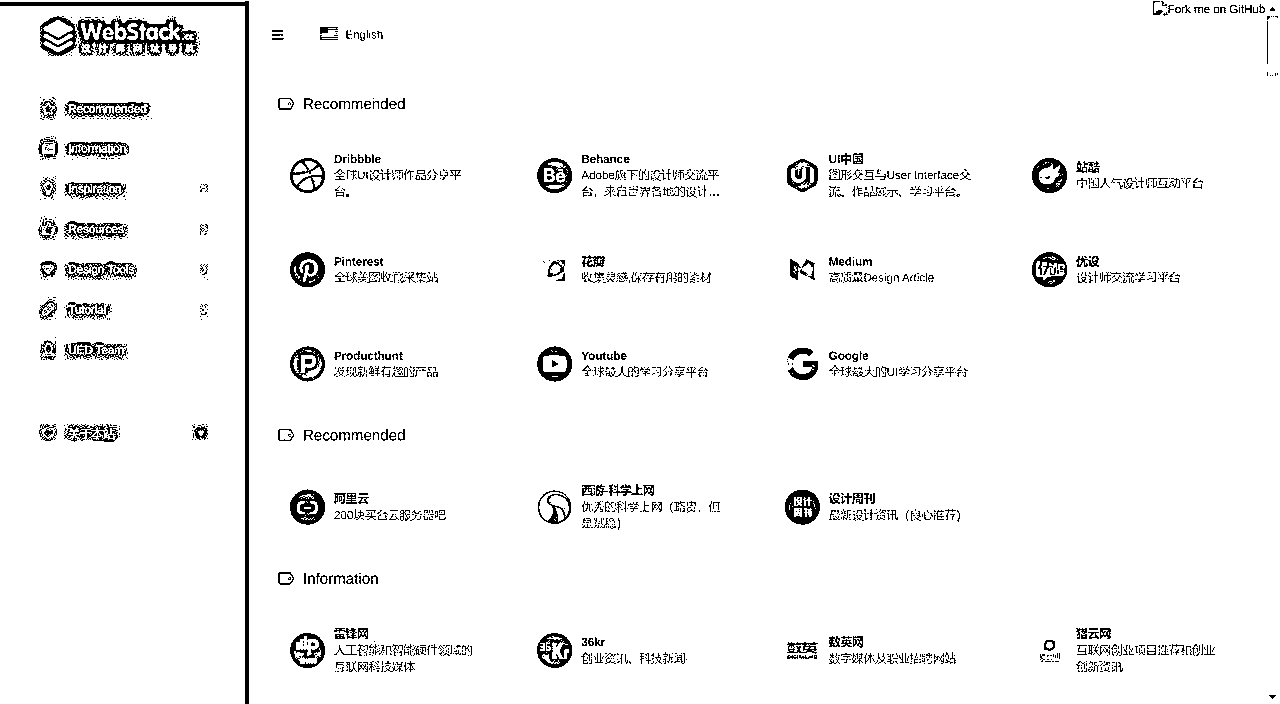 Fork me on GitHub
WebStack.cc
设计师网址导航
English
Recommended
Information
Inspiration
Resources
Design Tools
Tutorial
UED Team
关于本站
Recommended
Dribbble
全球UI设计师作品分享平
台。
Behance
Adobe旗下的设计师交流平
台，来自世界各地的设计...
UI中国
图形交互与User Interface交
流、作品展示、学习平台。
站酷
中国人气设计师互动平台
Pinterest
全球美图收藏采集站
花瓣
收集灵感,保存有用的素材
Medium
高质量Design Article
优设
设计师交流学习平台
Producthunt
发现新鲜有趣的产品
Youtube
全球最大的学习分享平台
Google
全球最大的UI学习分享平台
Recommended
阿里云
200块买台云服务器吧
西游-科学上网
优秀的科学上网（略贵，但
是挺稳）
设计周刊
最新设计资讯（良心推荐）
Information
雷锋网
人工智能和智能硬件领域的
互联网科技媒体
36kr
创业资讯、科技新闻
数英网
数字媒体及职业招聘网站
猎云网
互联网创业项目推荐和创业
创新资讯